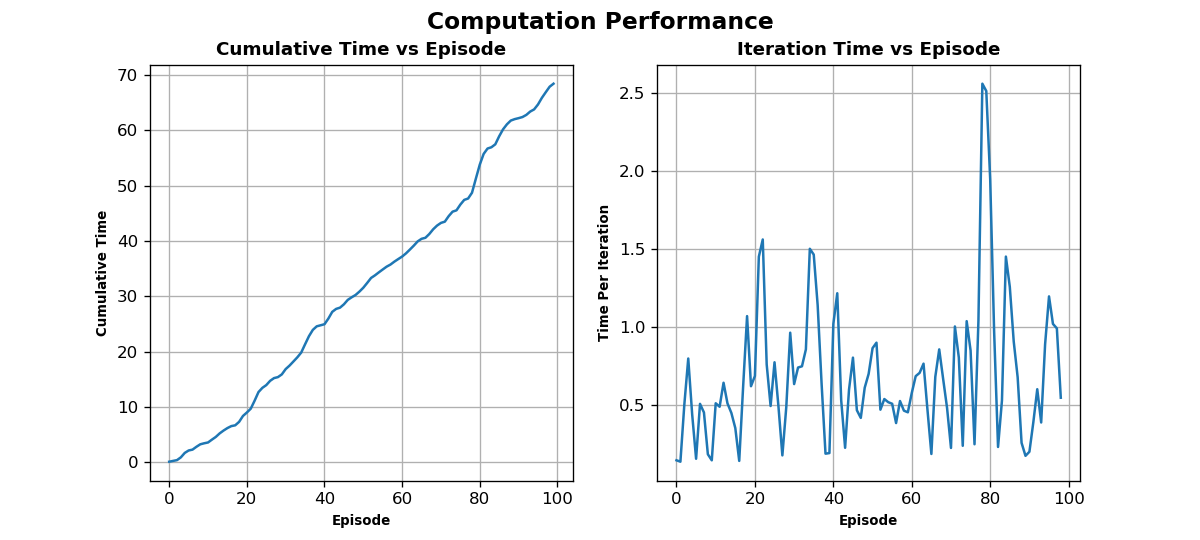 Computation Performance
Cumulative Time vs Episode
Cumulative Time
70
60
50
40
30
20
10
0
0 20 40 60 80 100
Episode
Iteration Time vs Episode
Time Per Iteration
2.5
2.0
1.5
1.0
0.5
0 20 40 60 80 100
Episode